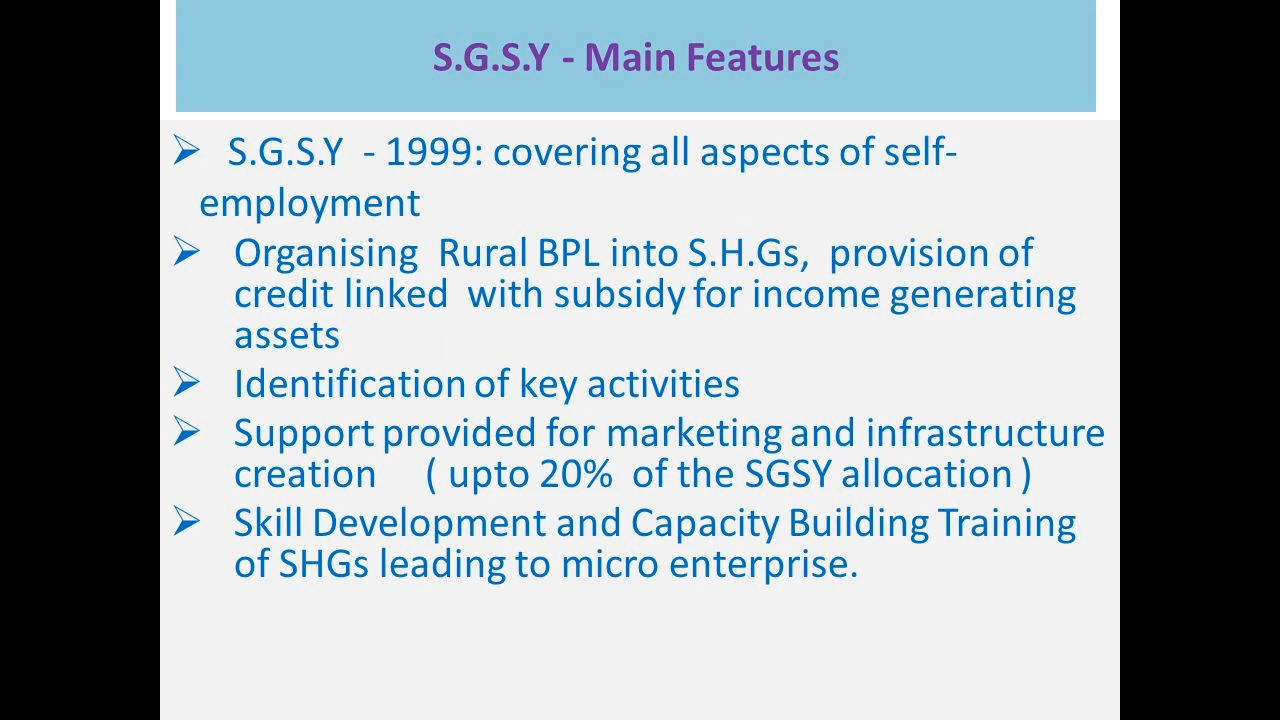 S.G.S.Y - Main Features
➢ S.G.S.Y - 1999: covering all aspects of self-
employment
➢ Organising Rural BPL into S.H.Gs, provision of
credit linked with subsidy for income generating
assets
➢ Identification of key activities
➢ Support provided for marketing and infrastructure
creation ( upto 20% of the SGSY allocation )
➢ Skill Development and Capacity Building Training
of SHGs leading to micro enterprise.